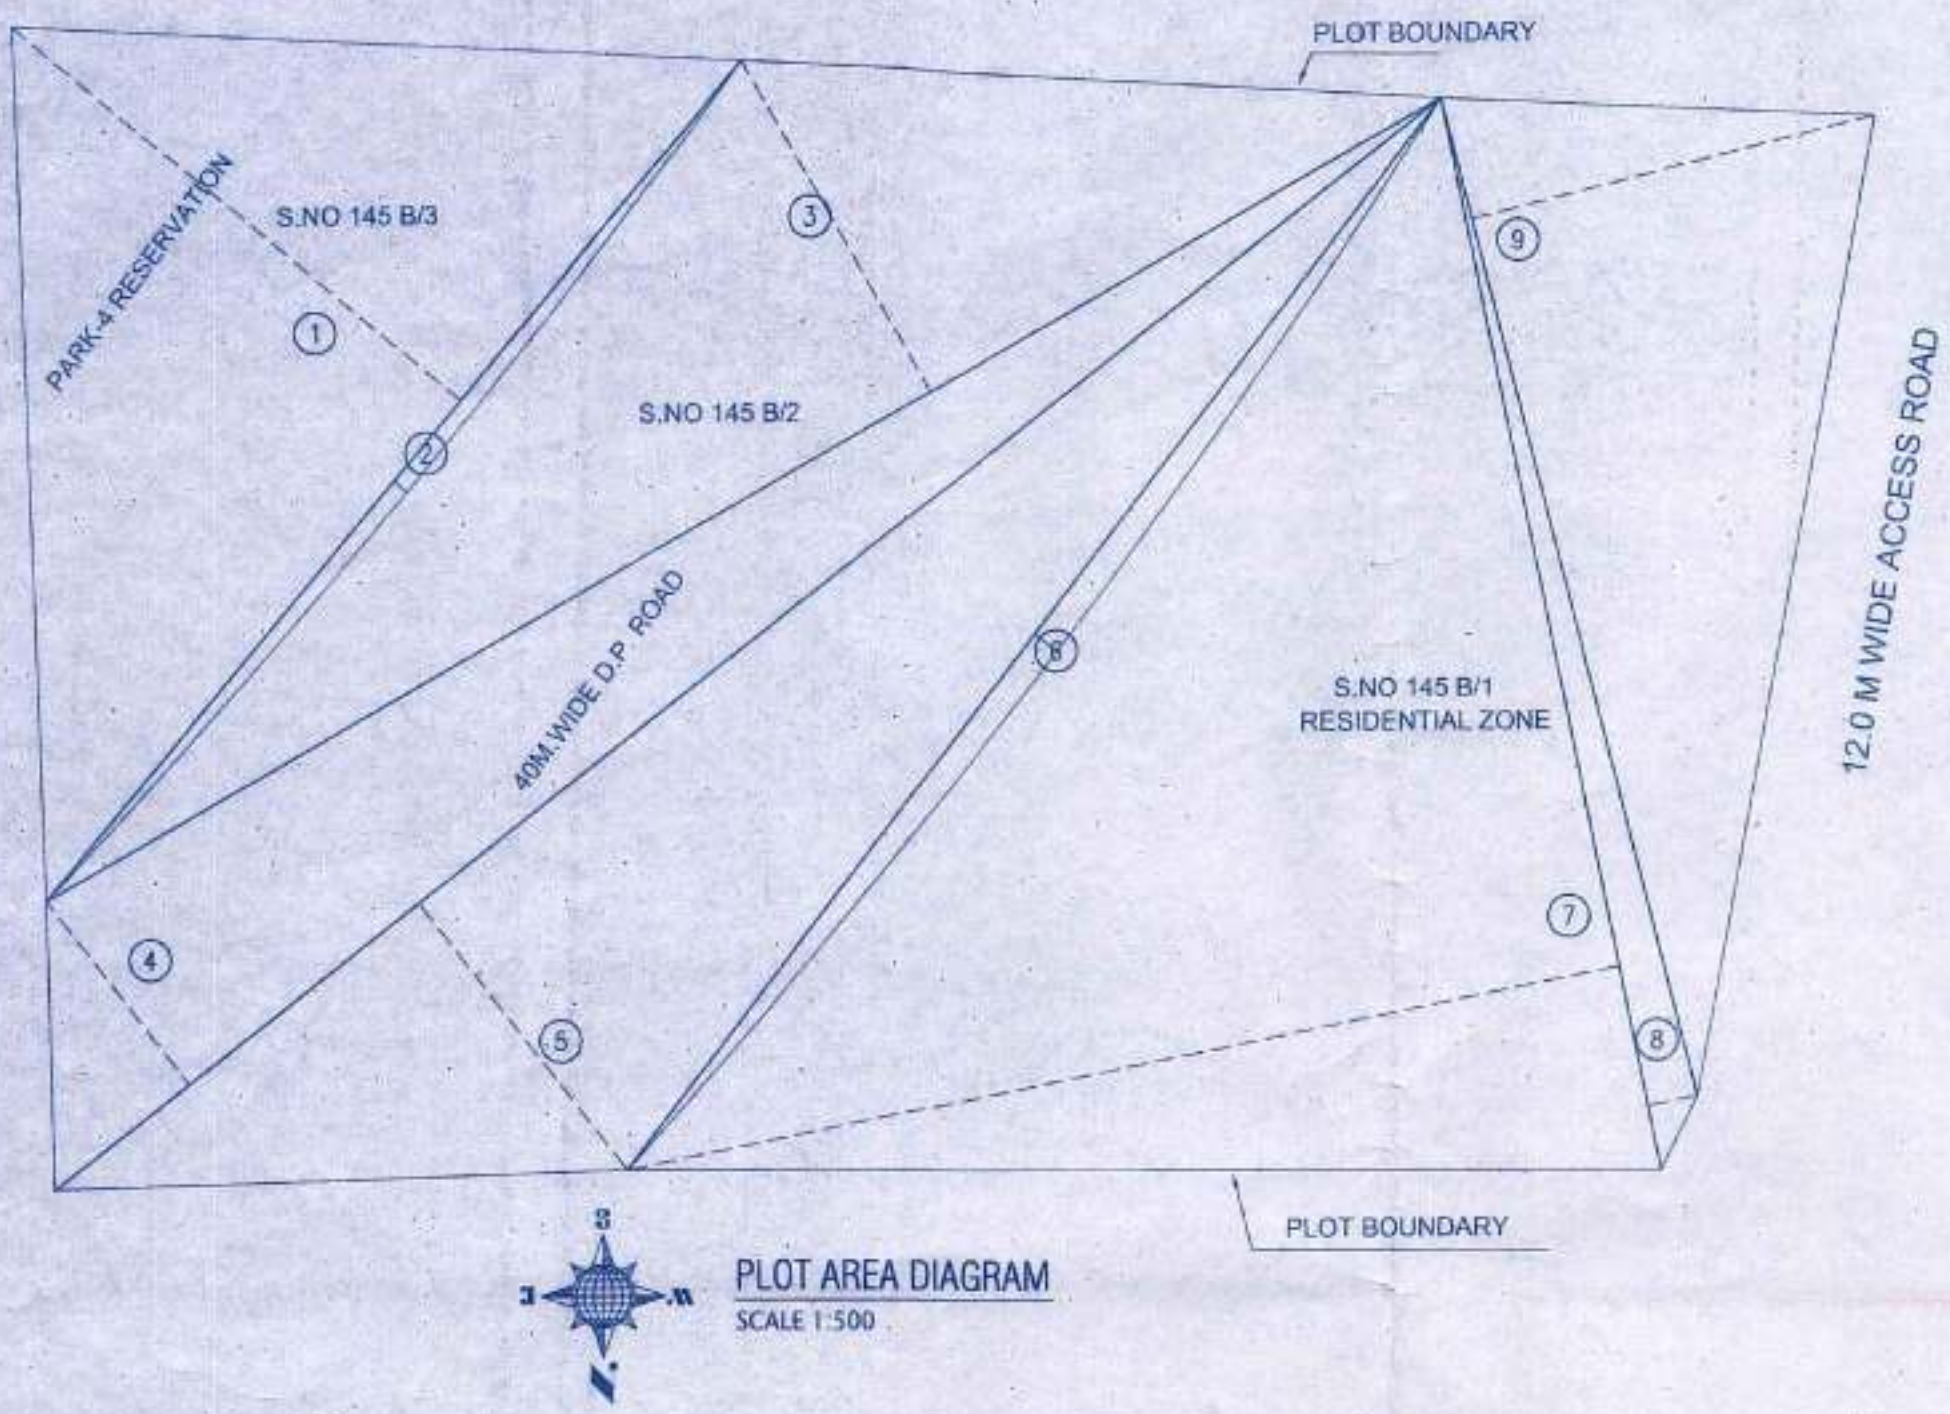 PLOT BOUNDARY
PARK-4 RESERVATION
S.NO 145 B/3
3
9
1
S.NO 145 B/2
2
12.0 M WIDE ACCESS ROAD
40M.WIDE D.P. ROAD
6
S.NO 145 B/1
RESIDENTIAL ZONE
7
4
5
8
PLOT BOUNDARY
S
E
W
N
PLOT AREA DIAGRAM
SCALE 1:500